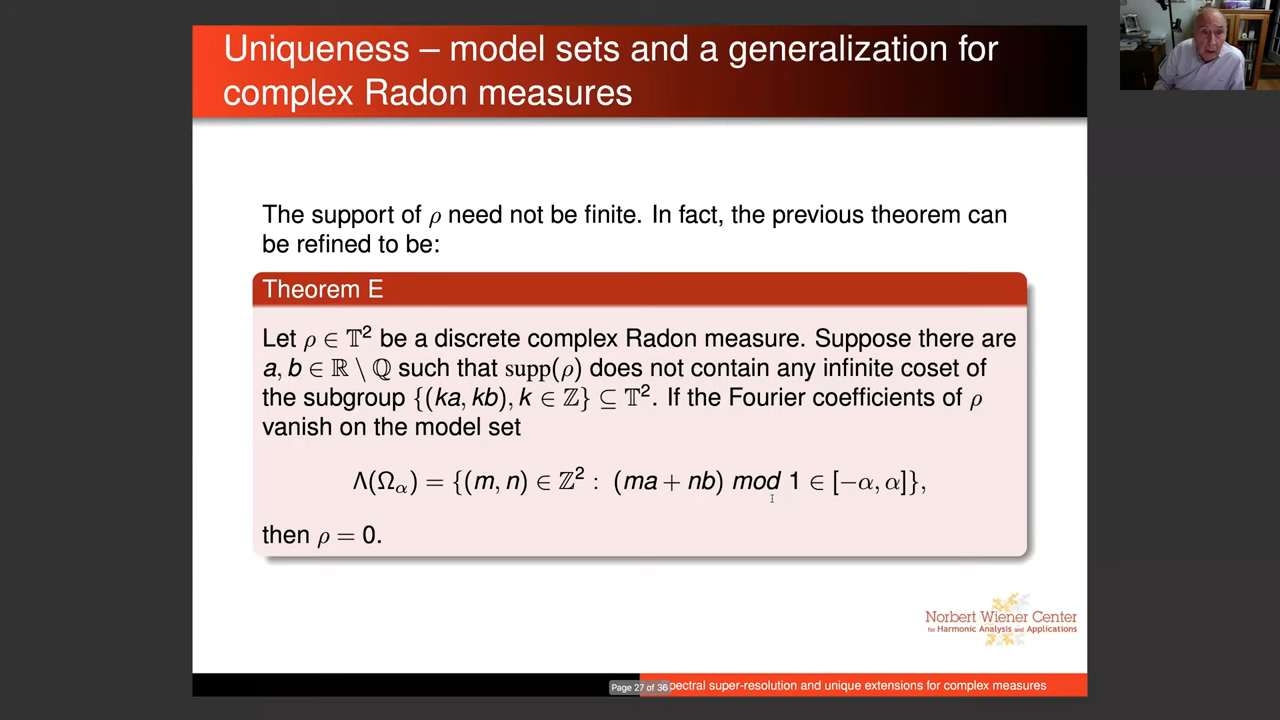 Uniqueness – model sets and a generalization for
complex Radon measures
The support of ρ need not be finite. In fact, the previous theorem can
be refined to be:
Theorem E
Let ρ ∈ 𝕋² be a discrete complex Radon measure. Suppose there are
a, b ∈ ℝ \ ℚ such that supp(ρ) does not contain any infinite coset of
the subgroup {(ka, kb), k ∈ ℤ} ⊆ 𝕋². If the Fourier coefficients of ρ
vanish on the model set
Λ(Ω_α) = {(m, n) ∈ ℤ² : (ma + nb) mod 1 ∈ [−α, α]},
then ρ = 0.
Norbert Wiener Center
for Harmonic Analysis and Applications
Page 27 of 36 pectral super-resolution and unique extensions for complex measures